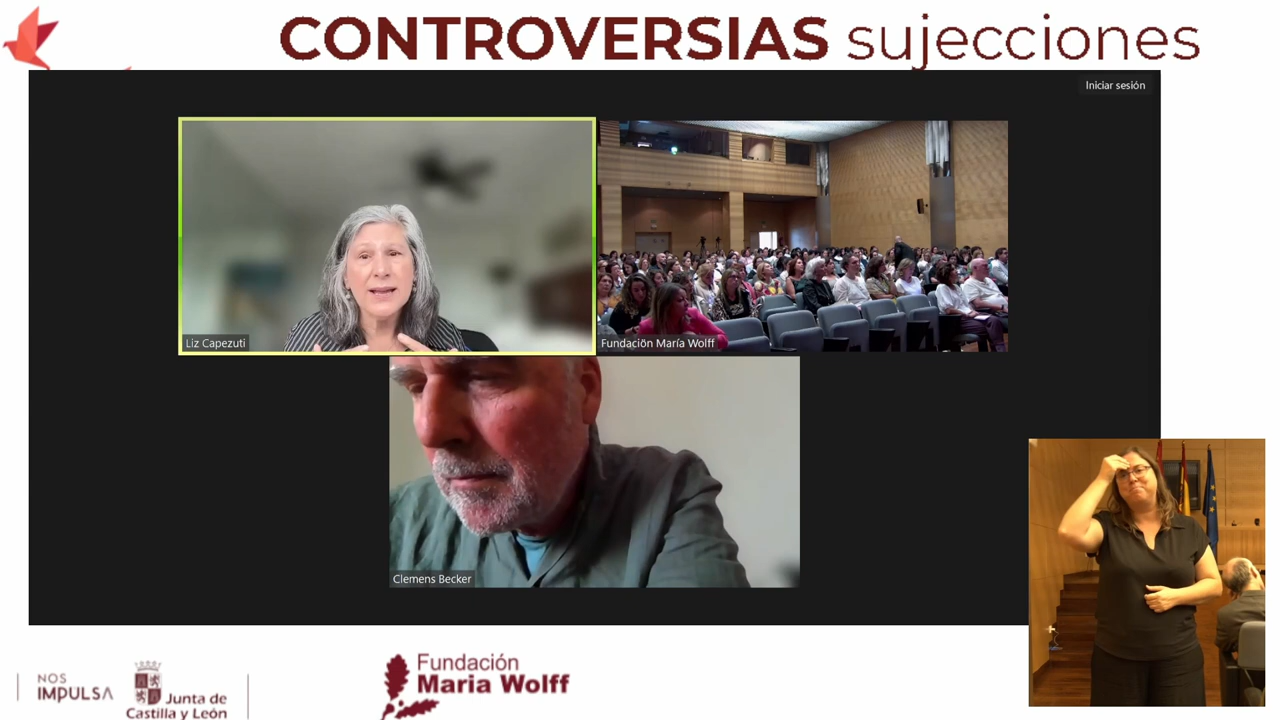 CONTROVERSIAS sujecciones
Iniciar sesión
Liz Capezuti
Fundaciön María Wolff
Clemens Becker
NOS
IMPULSA
Junta de
Castilla y León
Fundación
Maria Wolff